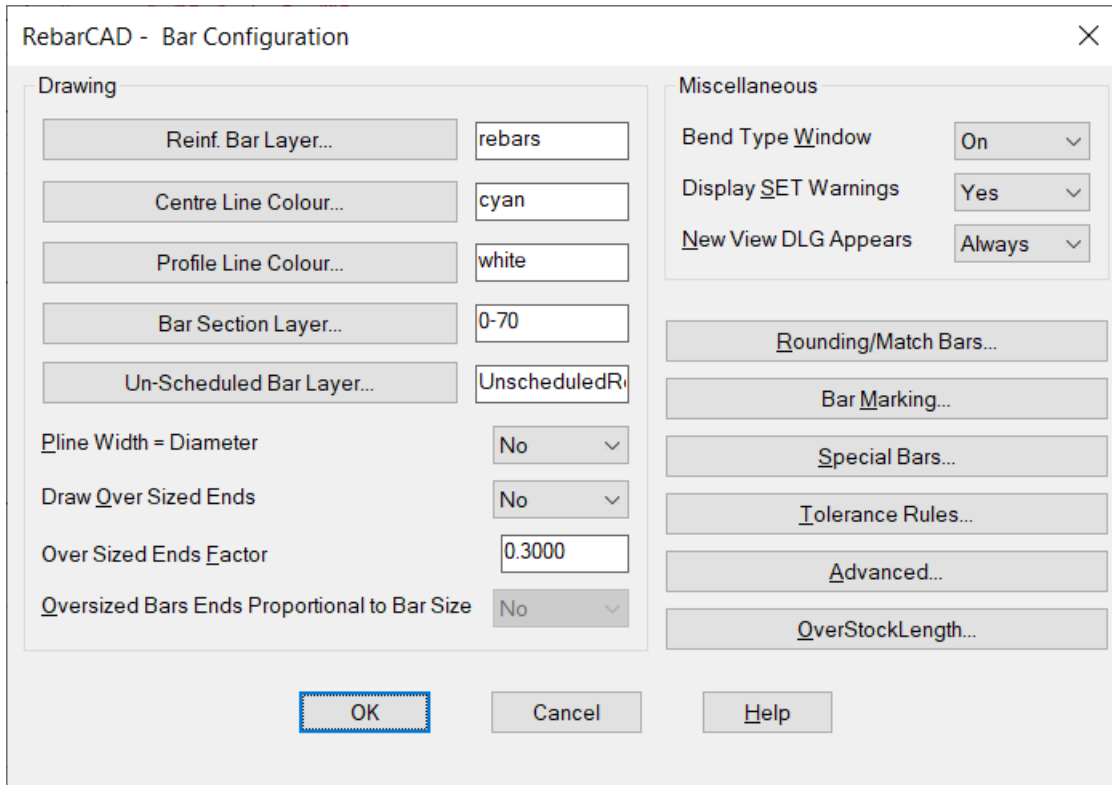 RebarCAD -  Bar Configuration
Drawing
Reinf. Bar Layer... rebars
Centre Line Colour... cyan
Profile Line Colour... white
Bar Section Layer... 0-70
Un-Scheduled Bar Layer... UnscheduledRe
Pline Width = Diameter No
Draw Over Sized Ends No
Over Sized Ends Factor 0.3000
Oversized Bars Ends Proportional to Bar Size No
Miscellaneous
Bend Type Window On
Display SET Warnings Yes
New View DLG Appears Always
Rounding/Match Bars...
Bar Marking...
Special Bars...
Tolerance Rules...
Advanced...
OverStockLength...
OK Cancel Help